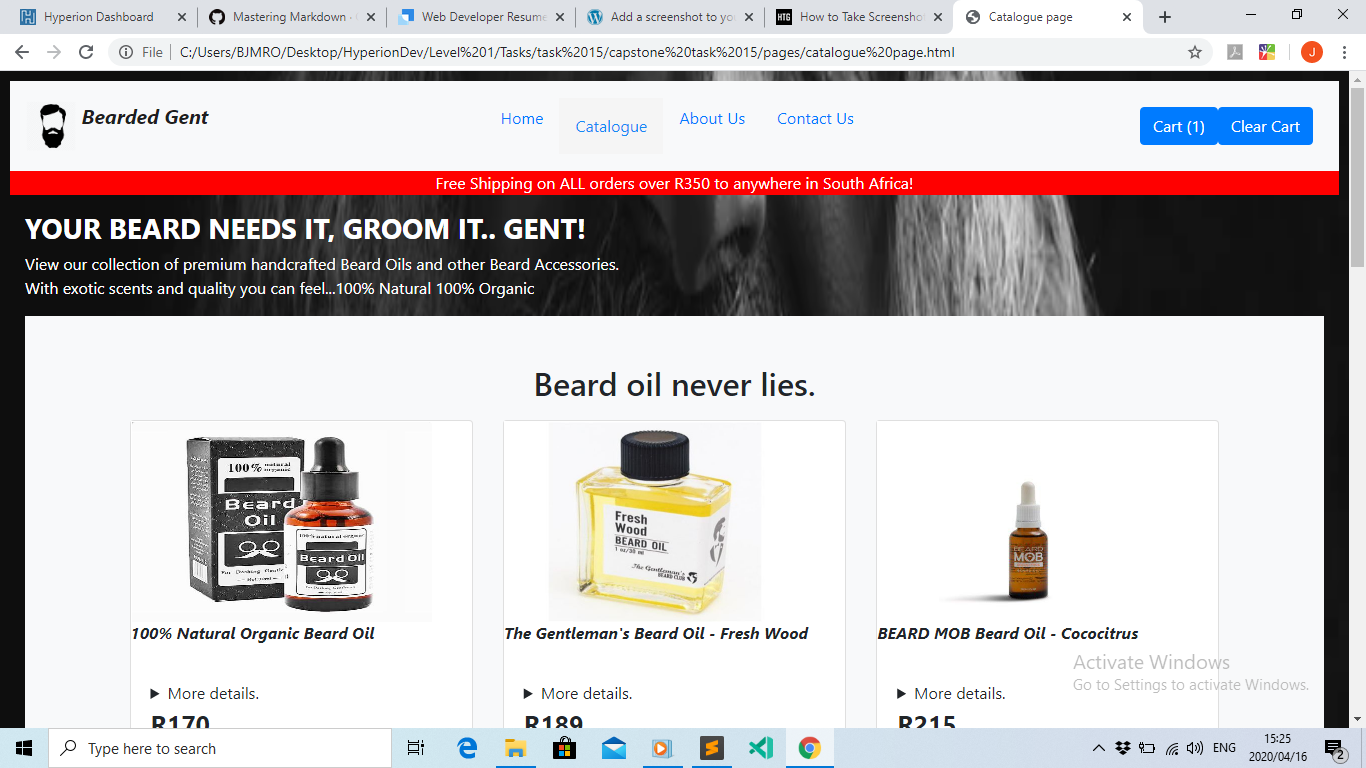 Hyperion Dashboard
Mastering Markdown ·
Web Developer Resume
Add a screenshot to yo
How to Take Screensho
Catalogue page
File
C:/Users/BJMRO/Desktop/HyperionDev/Level%201/Tasks/task%2015/capstone%20task%2015/pages/catalogue%20page.html
J
Bearded Gent
Home
Catalogue
About Us
Contact Us
Cart (1)
Clear Cart
Free Shipping on ALL orders over R350 to anywhere in South Africa!
YOUR BEARD NEEDS IT, GROOM IT.. GENT!
View our collection of premium handcrafted Beard Oils and other Beard Accessories.
With exotic scents and quality you can feel...100% Natural 100% Organic
Beard oil never lies.
100% natural
organic
Beard
Oil
Beard Oil
Fresh
Wood
BEARD OIL
1 oz/30 ml
The Gentleman's
BEARD CLUB
BEARD
MOB
100% Natural Organic Beard Oil
The Gentleman's Beard Oil - Fresh Wood
BEARD MOB Beard Oil - Cococitrus
More details.
More details.
More details.
R170
R189
R215
Activate Windows
Go to Settings to activate Windows.
Type here to search
ENG
15:25
2020/04/16
2